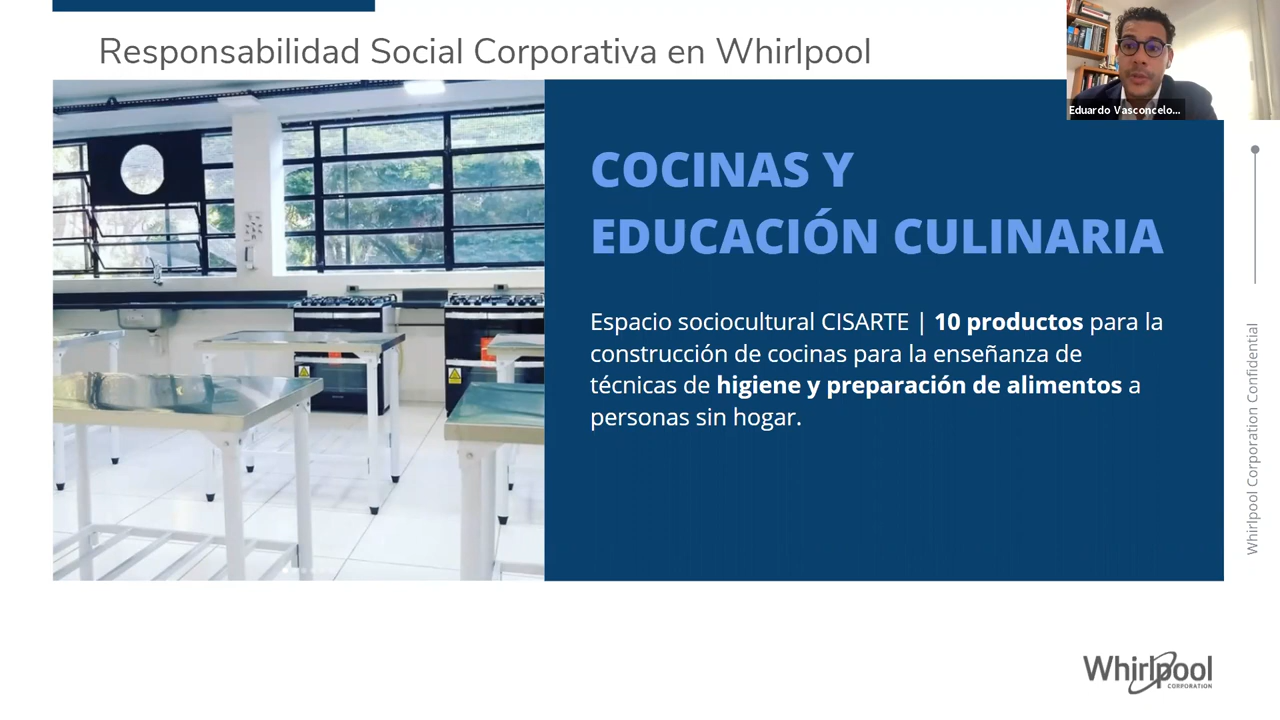 Responsabilidad Social Corporativa en Whirlpool
Eduardo Vasconcelo...
COCINAS Y
EDUCACIÓN CULINARIA
Espacio sociocultural CISARTE | 10 productos para la
construcción de cocinas para la enseñanza de
técnicas de higiene y preparación de alimentos a
personas sin hogar.
Whirlpool Corporation Confidential
Whirlpool
CORPORATION